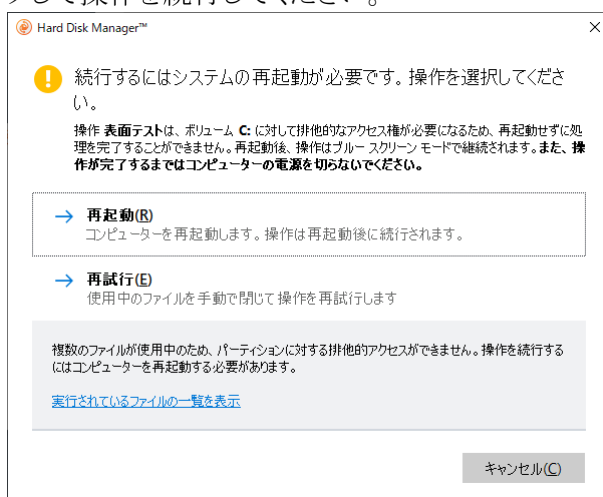 クして操作を続行してください。
Hard Disk Manager™
続行するにはシステムの再起動が必要です。操作を選択してくださ
い。
操作 表面テストは、ボリューム C: に対して排他的なアクセス権が必要になるため、再起動せずに処
理を完了することができません。再起動後、操作はブルー スクリーン モードで継続されます。また、操
作が完了するまではコンピューターの電源を切らないでください。
再起動(R)
コンピューターを再起動します。操作は再起動後に続行されます。
再試行(E)
使用中のファイルを手動で閉じて操作を再試行します
複数のファイルが使用中のため、パーティションに対する排他的アクセスができません。操作を続行する
にはコンピューターを再起動する必要があります。
実行されているファイルの一覧を表示
キャンセル(C)